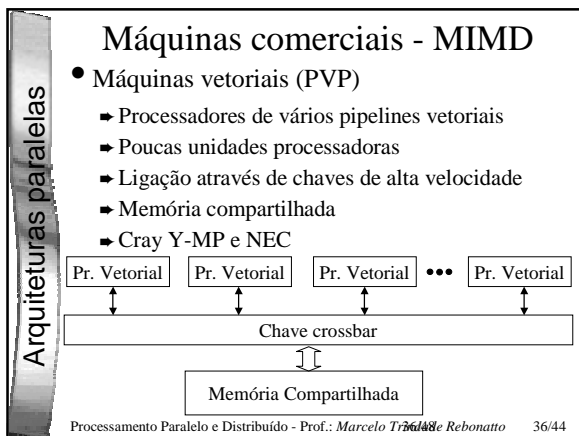 Máquinas comerciais - MIMD
Arquiteturas paralelas
• Máquinas vetoriais (PVP)
➨ Processadores de vários pipelines vetoriais
➨ Poucas unidades processadoras
➨ Ligação através de chaves de alta velocidade
➨ Memória compartilhada
➨ Cray Y-MP e NEC
Pr. Vetorial Pr. Vetorial Pr. Vetorial ••• Pr. Vetorial
Chave crossbar
Memória Compartilhada
Processamento Paralelo e Distribuído - Prof.: Marcelo Trindade Rebonatto 36/44